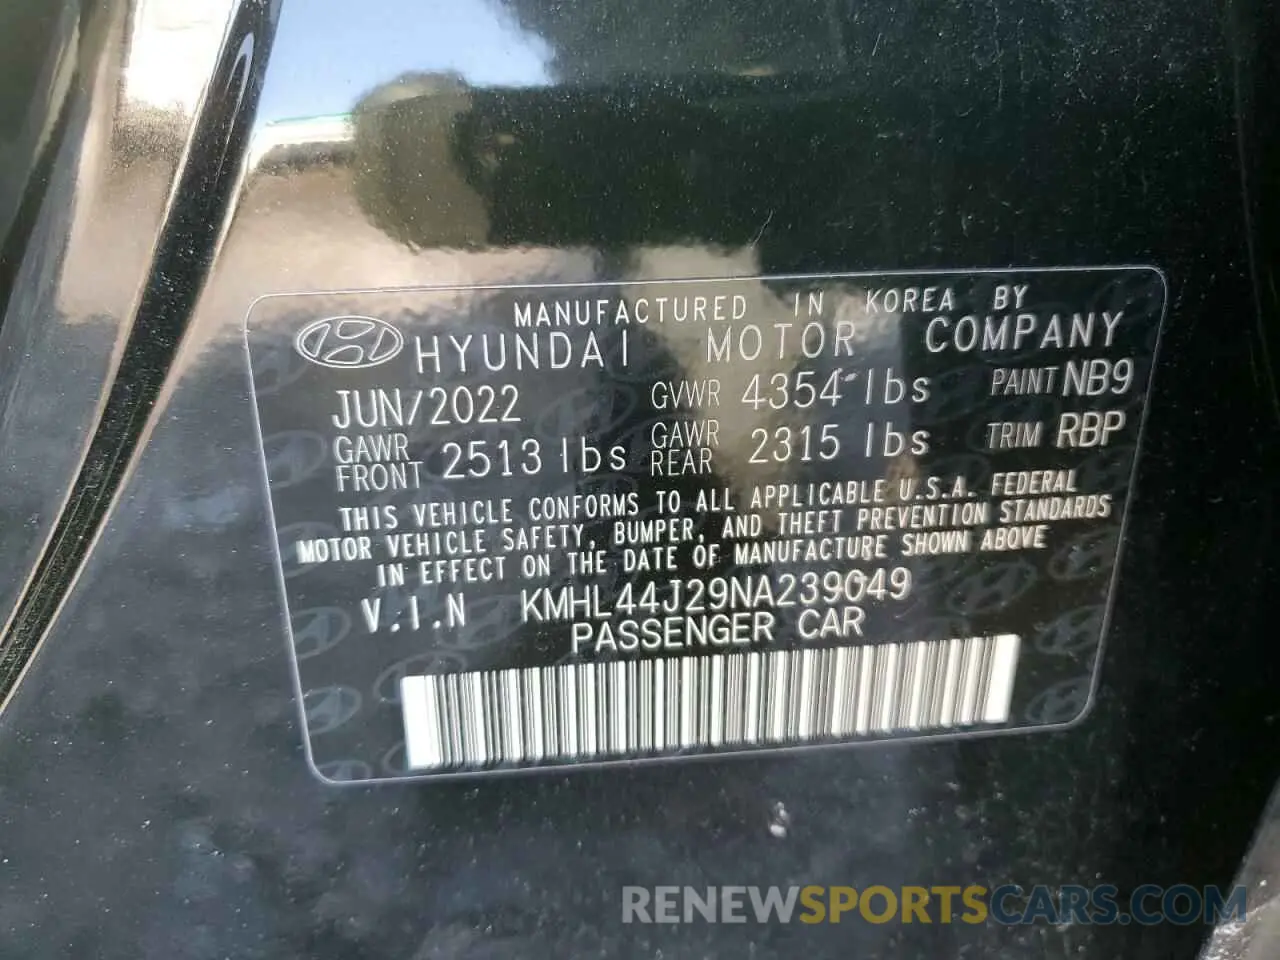 MANUFACTURED IN KOREA BY
HYUNDAI MOTOR COMPANY
JUN/2022 GVWR 4354 lbs PAINT NB9
GAWR FRONT 2513 lbs GAWR REAR 2315 lbs TRIM RBP
THIS VEHICLE CONFORMS TO ALL APPLICABLE U.S.A. FEDERAL
MOTOR VEHICLE SAFETY, BUMPER, AND THEFT PREVENTION STANDARDS
IN EFFECT ON THE DATE OF MANUFACTURE SHOWN ABOVE
V.I.N KMHL44J29NA239049
PASSENGER CAR
RENEWSPORTSCARS.COM